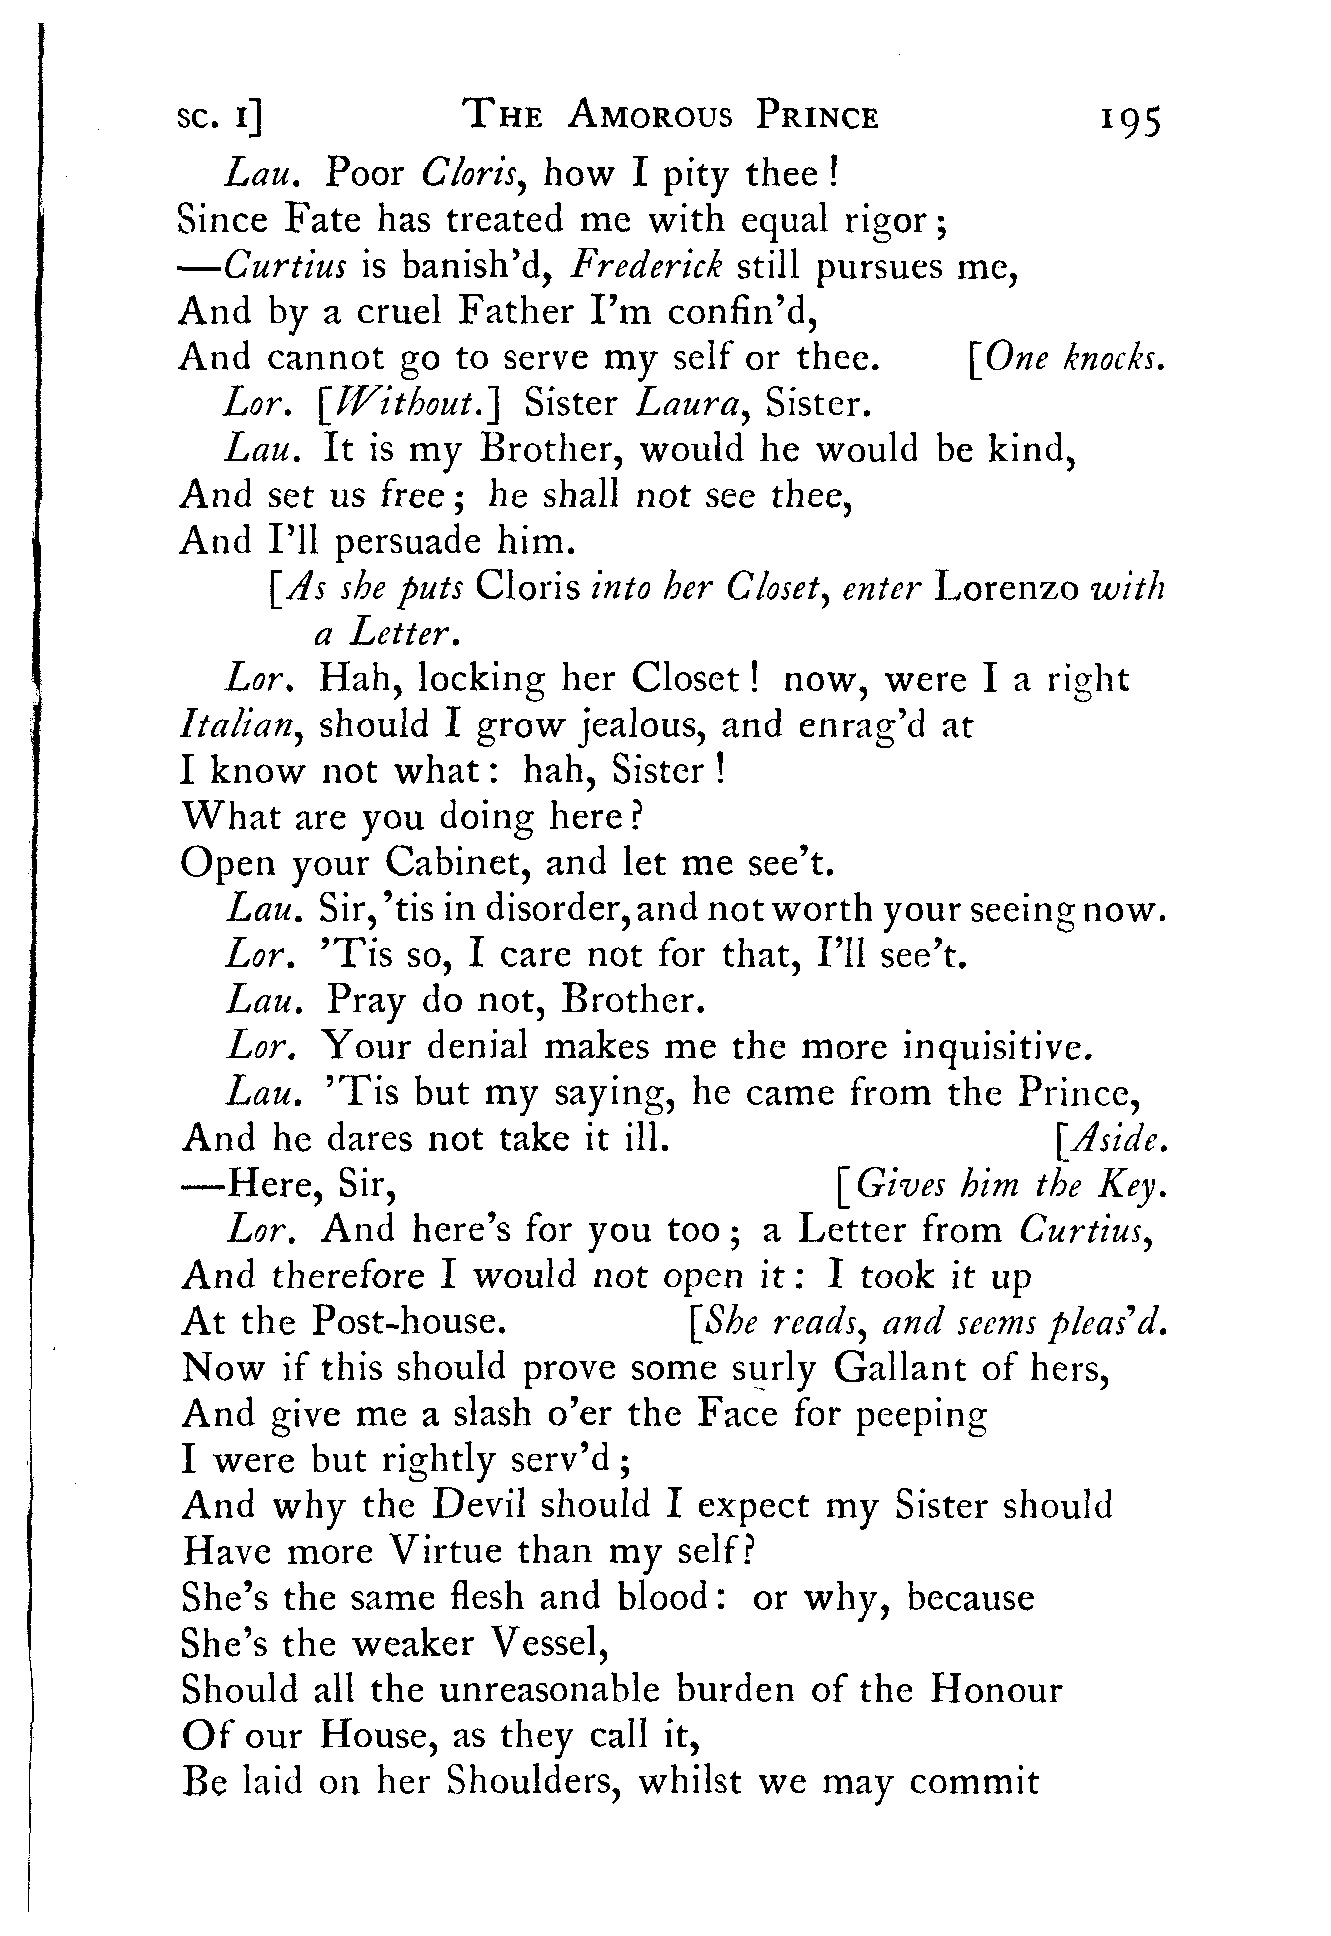 sc. 1] The Amorous Prince 195
Lau. Poor Cloris, how I pity thee !
Since Fate has treated me with equal rigor ;
—Curtius is banish'd, Frederick still pursues me,
And by a cruel Father I'm confin'd,
And cannot go to serve my self or thee. [One knocks.
Lor. [Without.] Sister Laura, Sister.
Lau. It is my Brother, would he would be kind,
And set us free ; he shall not see thee,
And I'll persuade him.
[As she puts Cloris into her Closet, enter Lorenzo with
a Letter.
Lor. Hah, locking her Closet ! now, were I a right
Italian, should I grow jealous, and enrag'd at
I know not what : hah, Sister !
What are you doing here ?
Open your Cabinet, and let me see't.
Lau. Sir, 'tis in disorder, and not worth your seeing now.
Lor. 'Tis so, I care not for that, I'll see't.
Lau. Pray do not, Brother.
Lor. Your denial makes me the more inquisitive.
Lau. 'Tis but my saying, he came from the Prince,
And he dares not take it ill. [Aside.
—Here, Sir, [Gives him the Key.
Lor. And here's for you too ; a Letter from Curtius,
And therefore I would not open it : I took it up
At the Post-house. [She reads, and seems pleas'd.
Now if this should prove some surly Gallant of hers,
And give me a slash o'er the Face for peeping
I were but rightly serv'd ;
And why the Devil should I expect my Sister should
Have more Virtue than my self?
She's the same flesh and blood : or why, because
She's the weaker Vessel,
Should all the unreasonable burden of the Honour
Of our House, as they call it,
Be laid on her Shoulders, whilst we may commit